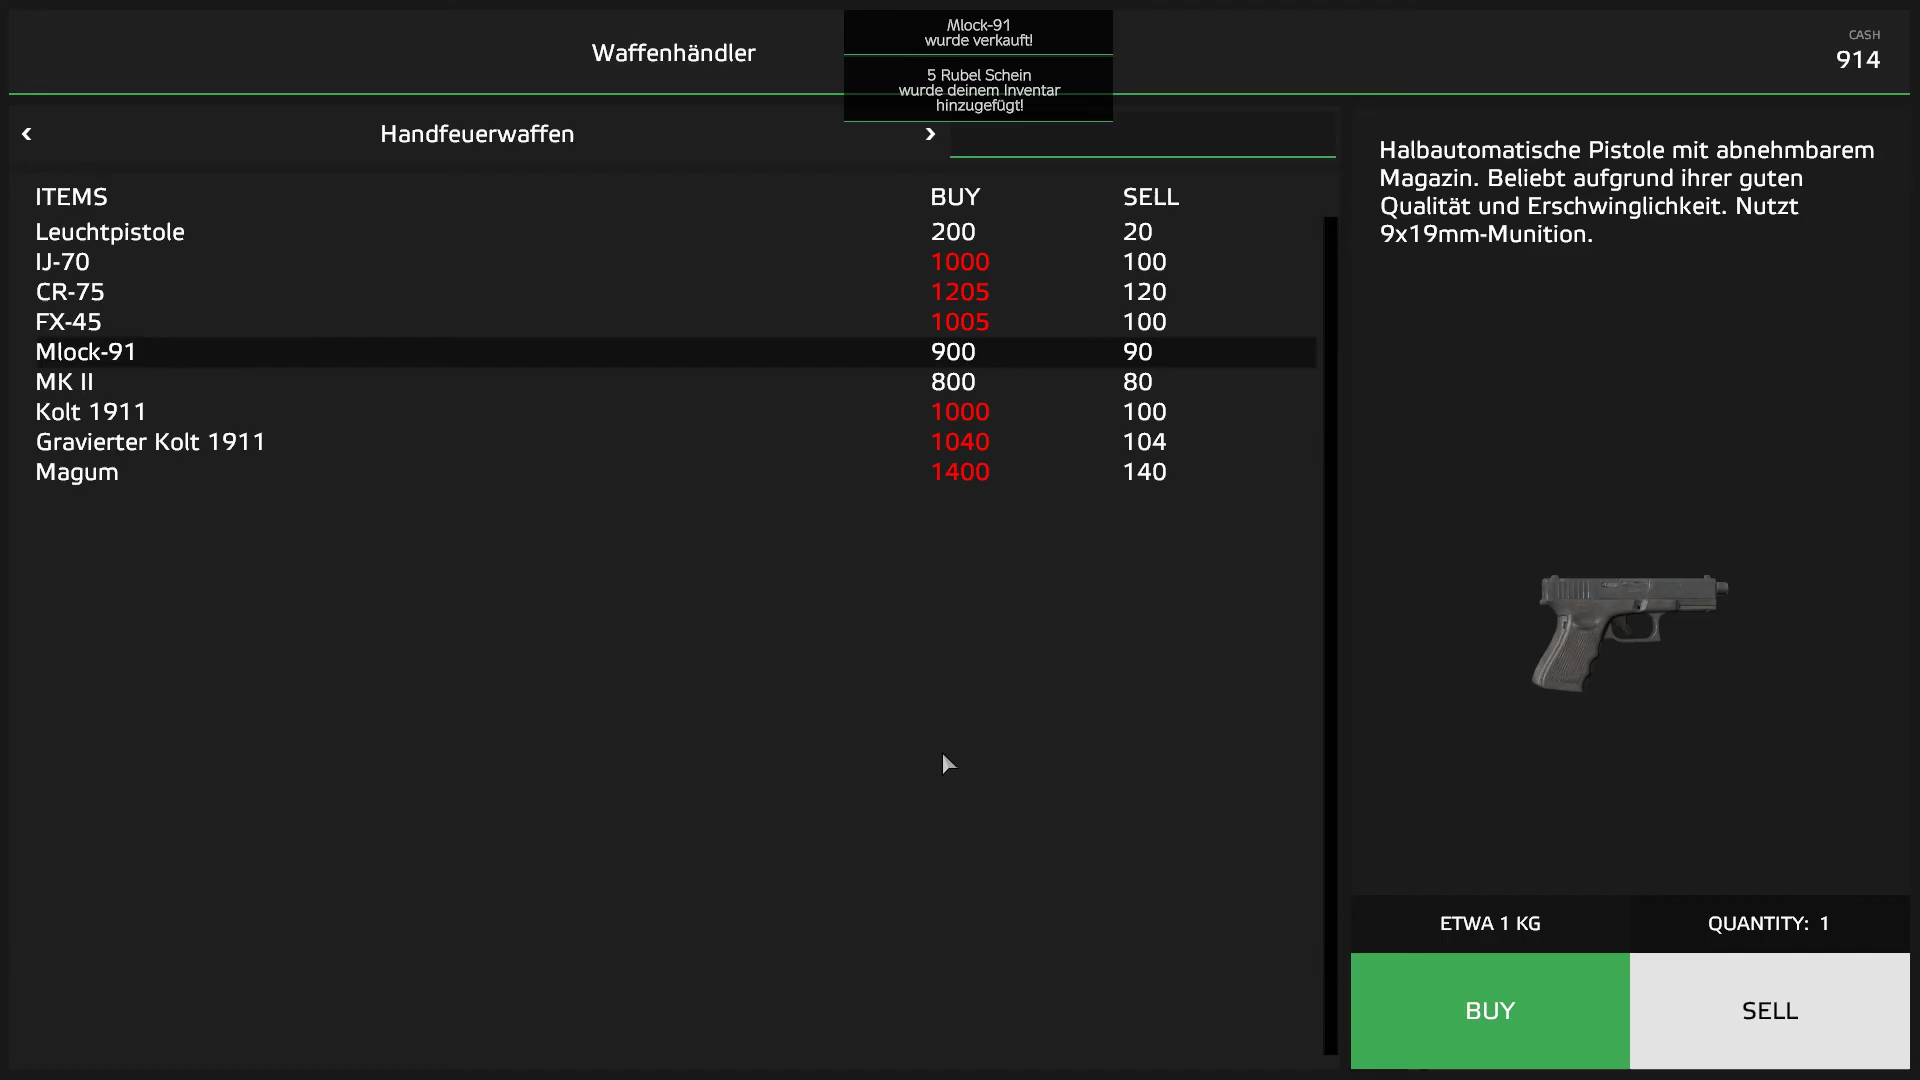 Mlock-91
wurde verkauft!
5 Rubel Schein
wurde deinem Inventar
hinzugefügt!
Waffenhändler
CASH
914
‹ Handfeuerwaffen ›
ITEMS BUY SELL
Leuchtpistole 200 20
IJ-70 1000 100
CR-75 1205 120
FX-45 1005 100
Mlock-91 900 90
MK II 800 80
Kolt 1911 1000 100
Gravierter Kolt 1911 1040 104
Magum 1400 140
Halbautomatische Pistole mit abnehmbarem
Magazin. Beliebt aufgrund ihrer guten
Qualität und Erschwinglichkeit. Nutzt
9x19mm-Munition.
ETWA 1 KG
QUANTITY: 1
BUY
SELL